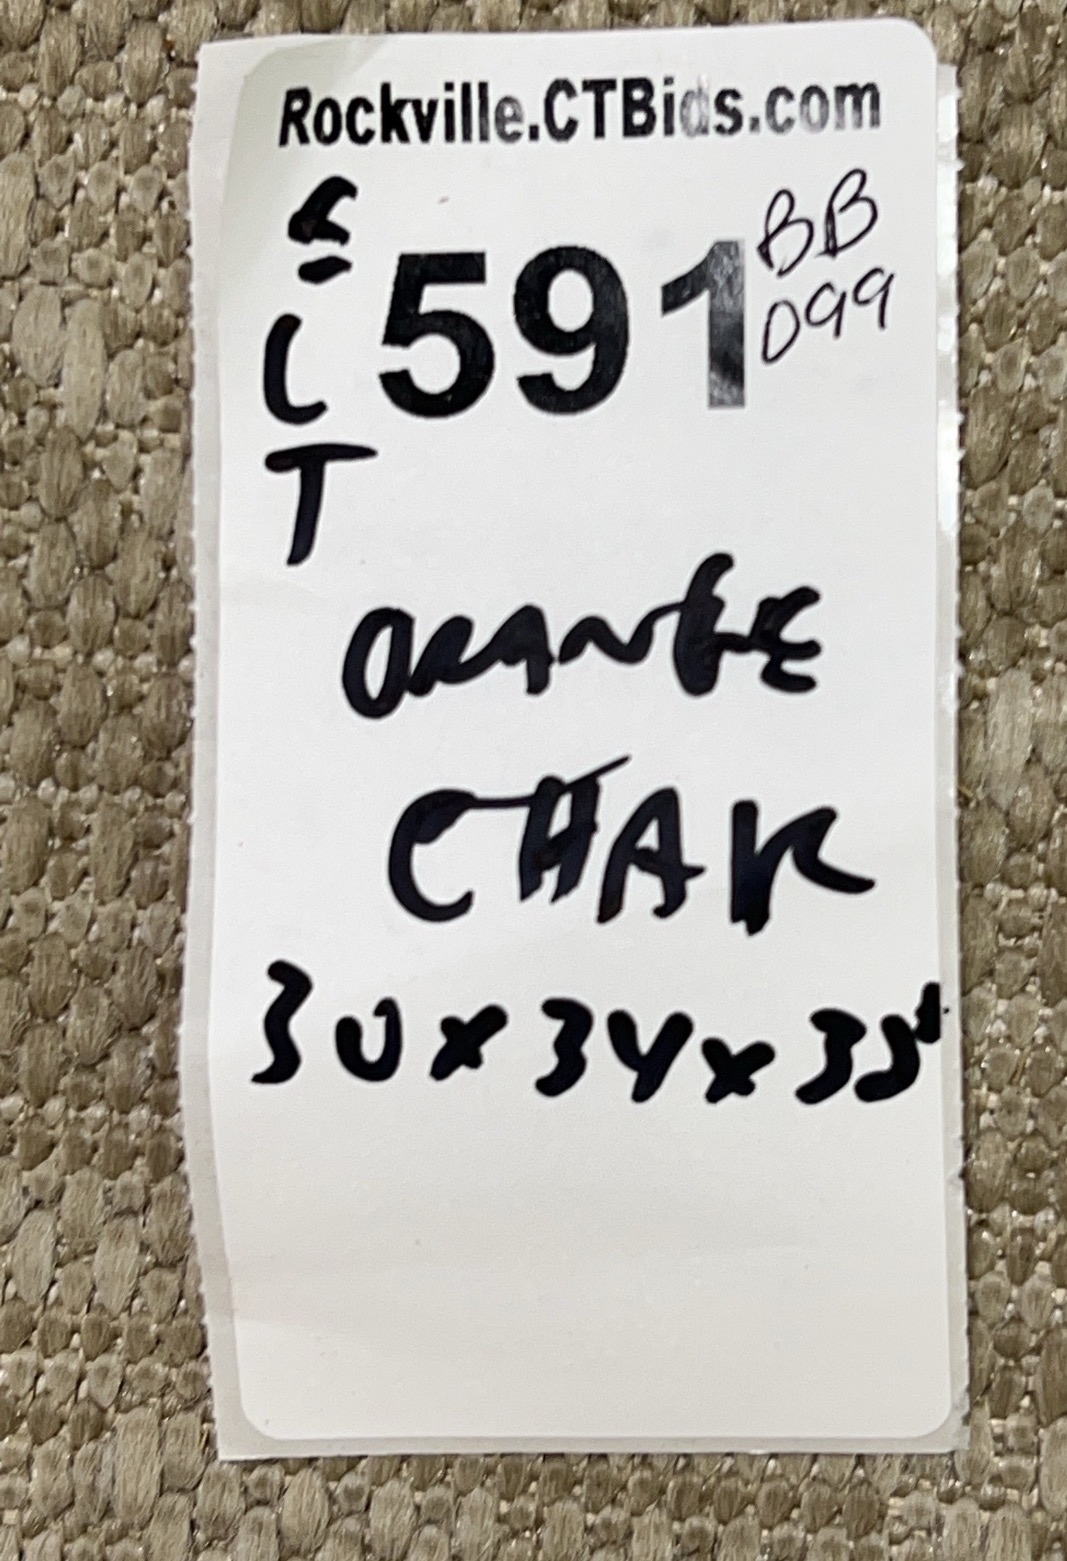 Rockville.CTBids.com
591
BB
099
ORANGE
CHAR
30x34x35"